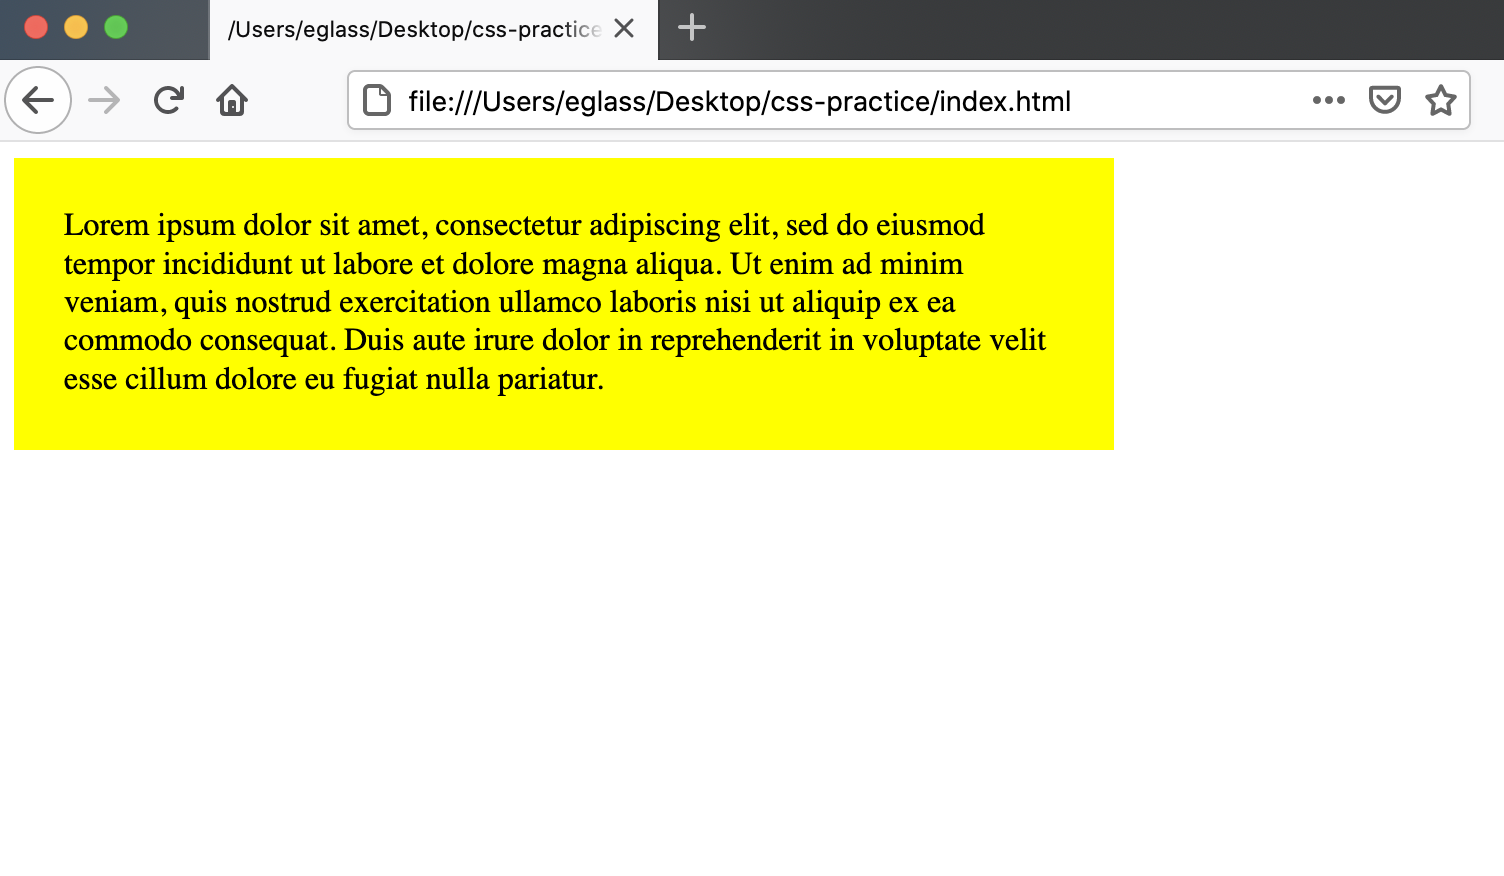 /Users/eglass/Desktop/css-practice
file:///Users/eglass/Desktop/css-practice/index.html
Lorem ipsum dolor sit amet, consectetur adipiscing elit, sed do eiusmod
tempor incididunt ut labore et dolore magna aliqua. Ut enim ad minim
veniam, quis nostrud exercitation ullamco laboris nisi ut aliquip ex ea
commodo consequat. Duis aute irure dolor in reprehenderit in voluptate velit
esse cillum dolore eu fugiat nulla pariatur.